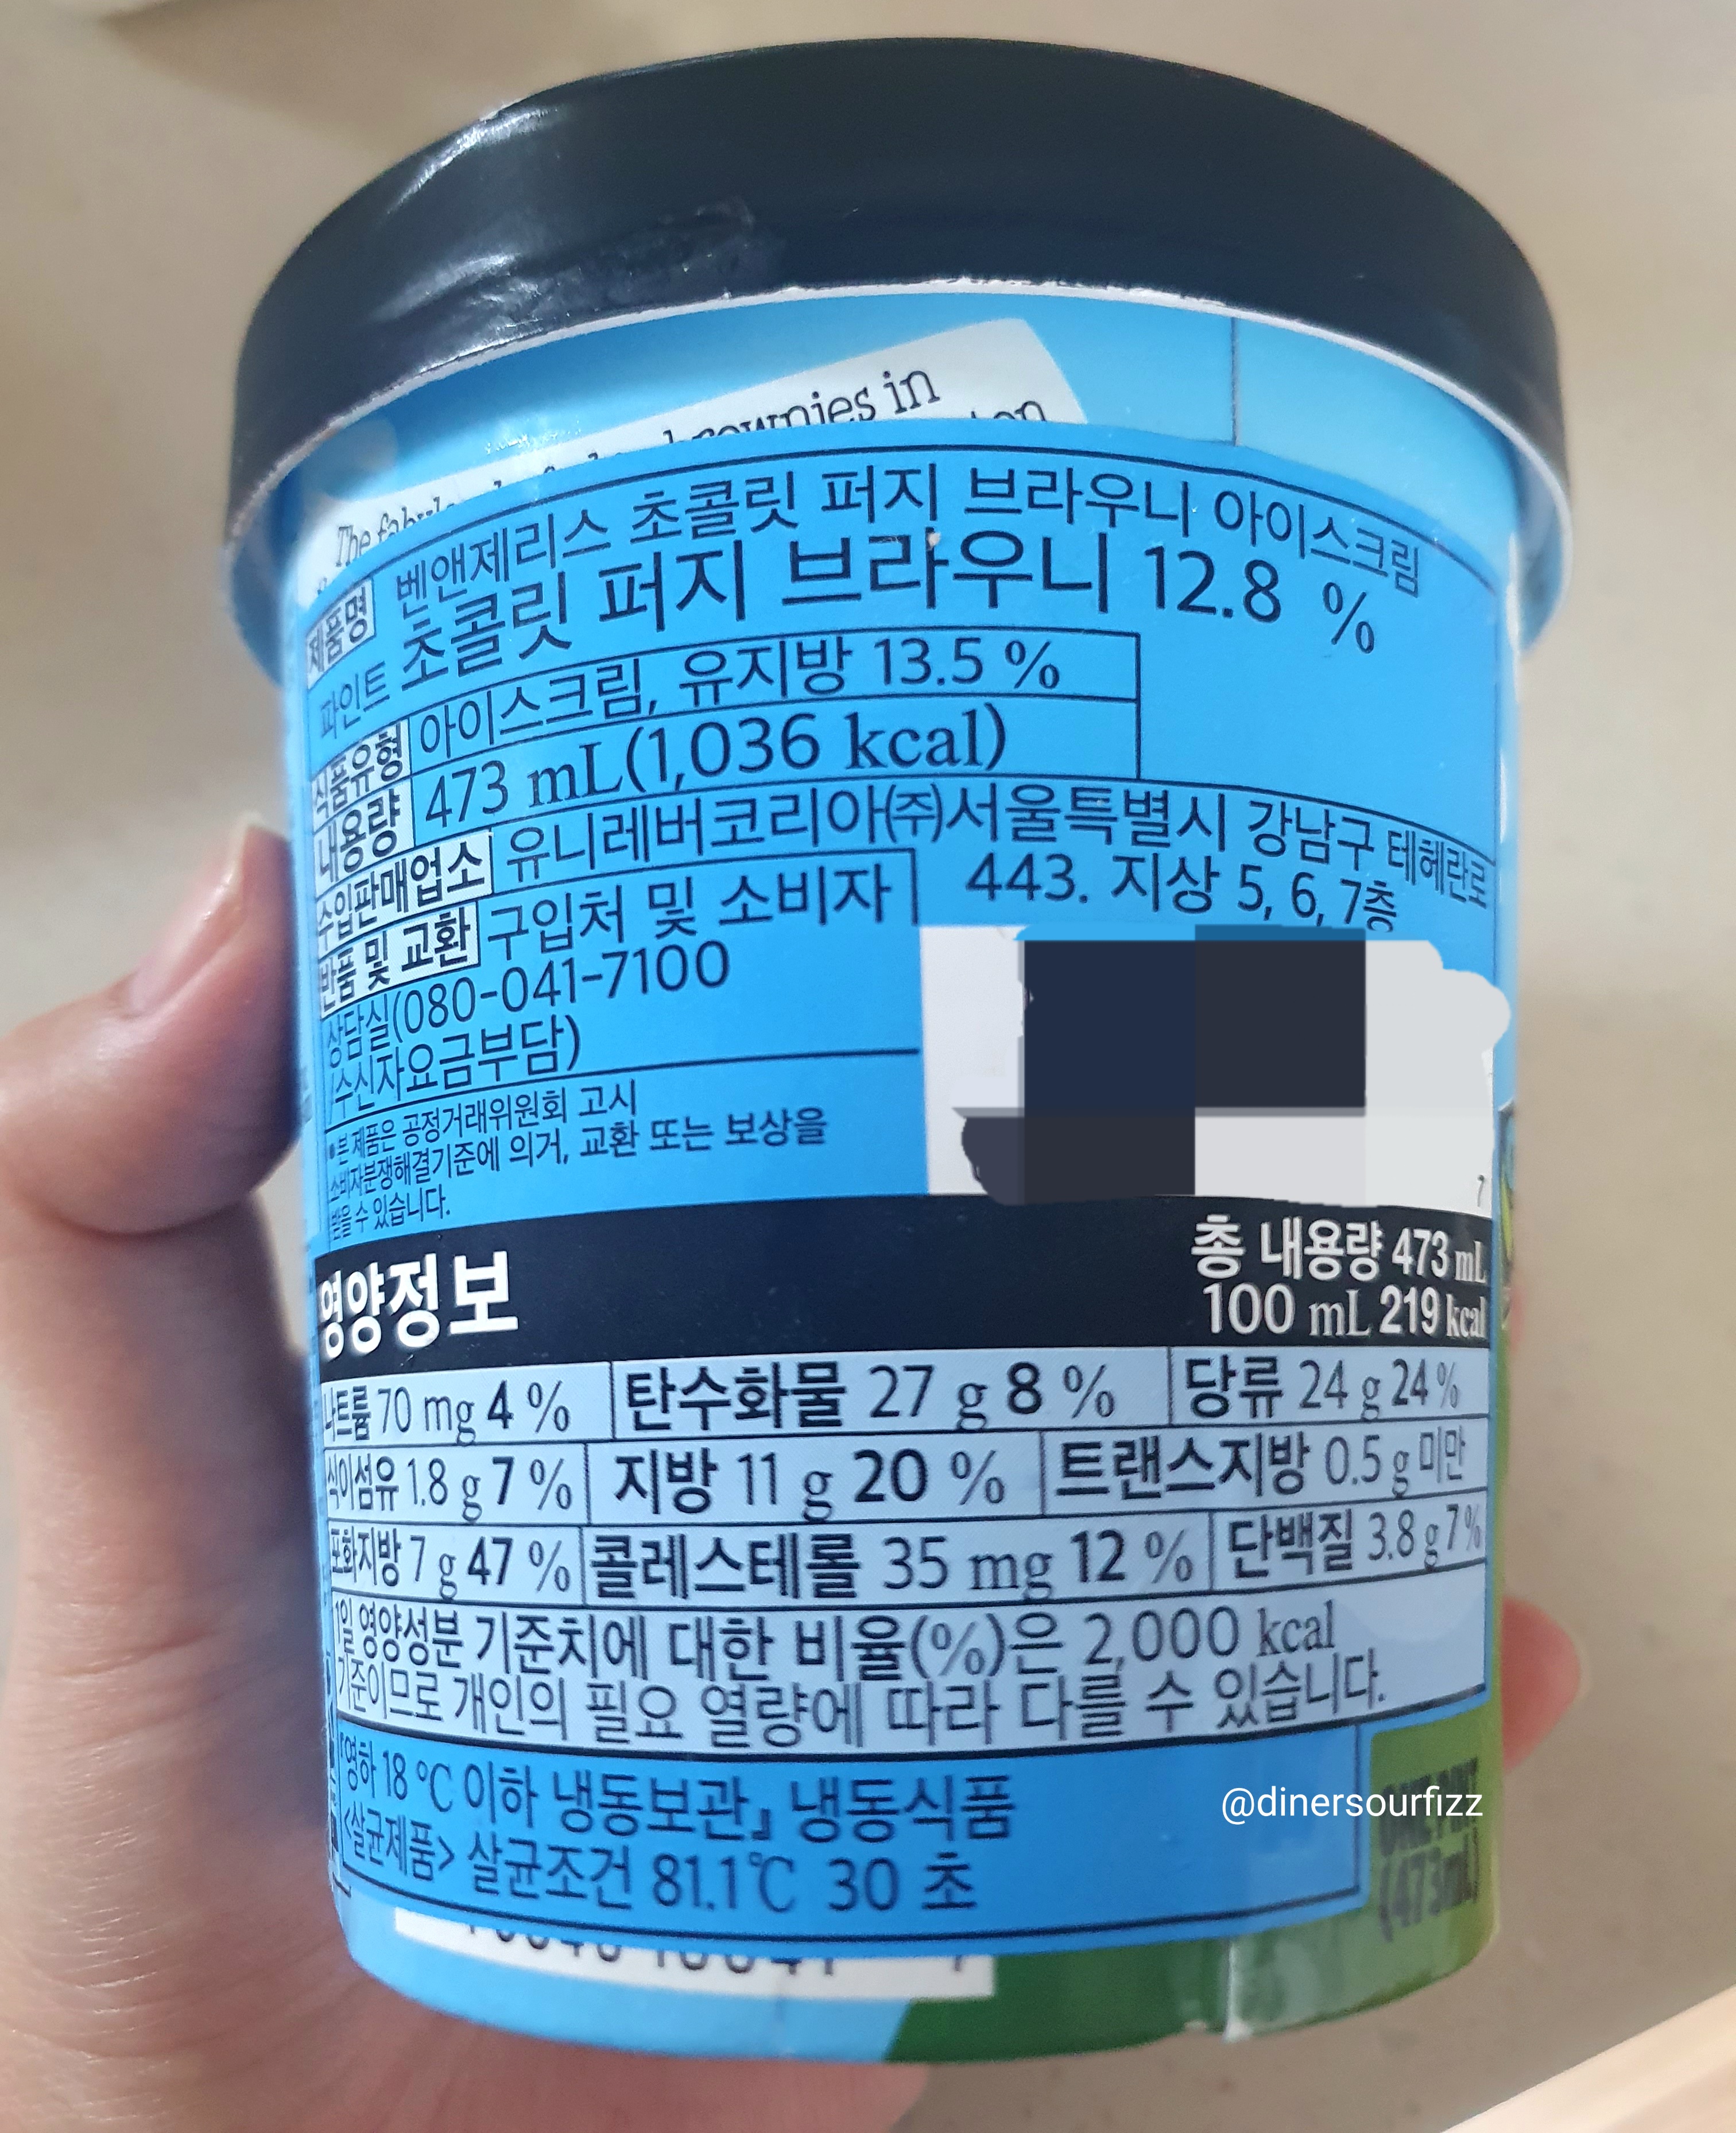 brownies in
The
제품명 벤앤제리스 초콜릿 퍼지 브라우니 아이스크림
파인트 초콜릿 퍼지 브라우니 12.8 %
식품유형 아이스크림, 유지방 13.5 %
내용량 473 mL(1,036 kcal)
수입판매업소 유니레버코리아㈜서울특별시 강남구 테헤란로
443. 지상 5, 6, 7층
반품 및 교환 구입처 및 소비자
상담실(080-041-7100
/수신자요금부담)
•본 제품은 공정거래위원회 고시
소비자분쟁해결기준에 의거, 교환 또는 보상을
받을 수 있습니다.
7
영양정보
총 내용량 473 mL
100 mL 219 kcal
나트륨 70 mg 4 % 탄수화물 27 g 8 % 당류 24 g 24 %
식이섬유 1.8 g 7 % 지방 11 g 20 % 트랜스지방 0.5 g 미만
포화지방 7 g 47 % 콜레스테롤 35 mg 12 % 단백질 3.8 g 7 %
1일 영양성분 기준치에 대한 비율(%)은 2,000 kcal
기준이므로 개인의 필요 열량에 따라 다를 수 있습니다.
『영하 18 ℃ 이하 냉동보관』 냉동식품
<살균제품> 살균조건 81.1℃ 30 초
@dinersourfizz
ONE PINT
(473mL)